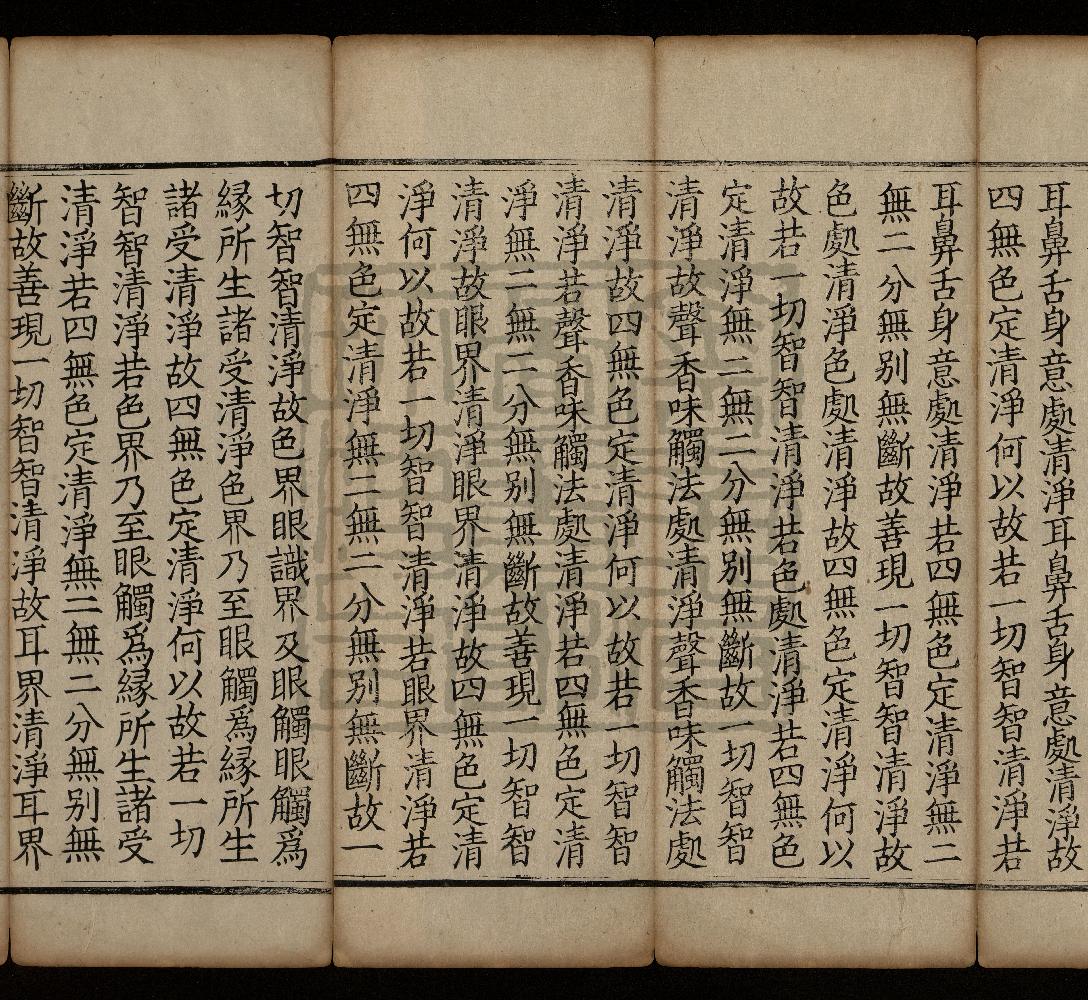 耳鼻舌身意處清淨耳鼻舌身意處清淨故
四無色定清淨何以故若一切智智清淨若
耳鼻舌身意處清淨若四無色定清淨無二
無二分無别無斷故善現一切智智清淨故
色處清淨色處清淨故四無色定清淨何以
故若一切智智清淨若色處清淨若四無色
定清淨無二無二分無别無斷故一切智智
清淨故聲香味觸法處清淨聲香味觸法處
清淨故四無色定清淨何以故若一切智智
清淨若聲香味觸法處清淨若四無色定清
淨無二無二分無别無斷故善現一切智智
清淨故眼界清淨眼界清淨故四無色定清
淨何以故若一切智智清淨若眼界清淨若
四無色定清淨無二無二分無别無斷故一
切智智清淨故色界眼識界及眼觸眼觸爲
緣所生諸受清淨色界乃至眼觸爲緣所生
諸受清淨故四無色定清淨何以故若一切
智智清淨若色界乃至眼觸爲緣所生諸受
清淨若四無色定清淨無二無二分無别無
斷故善現一切智智清淨故耳界清淨耳界